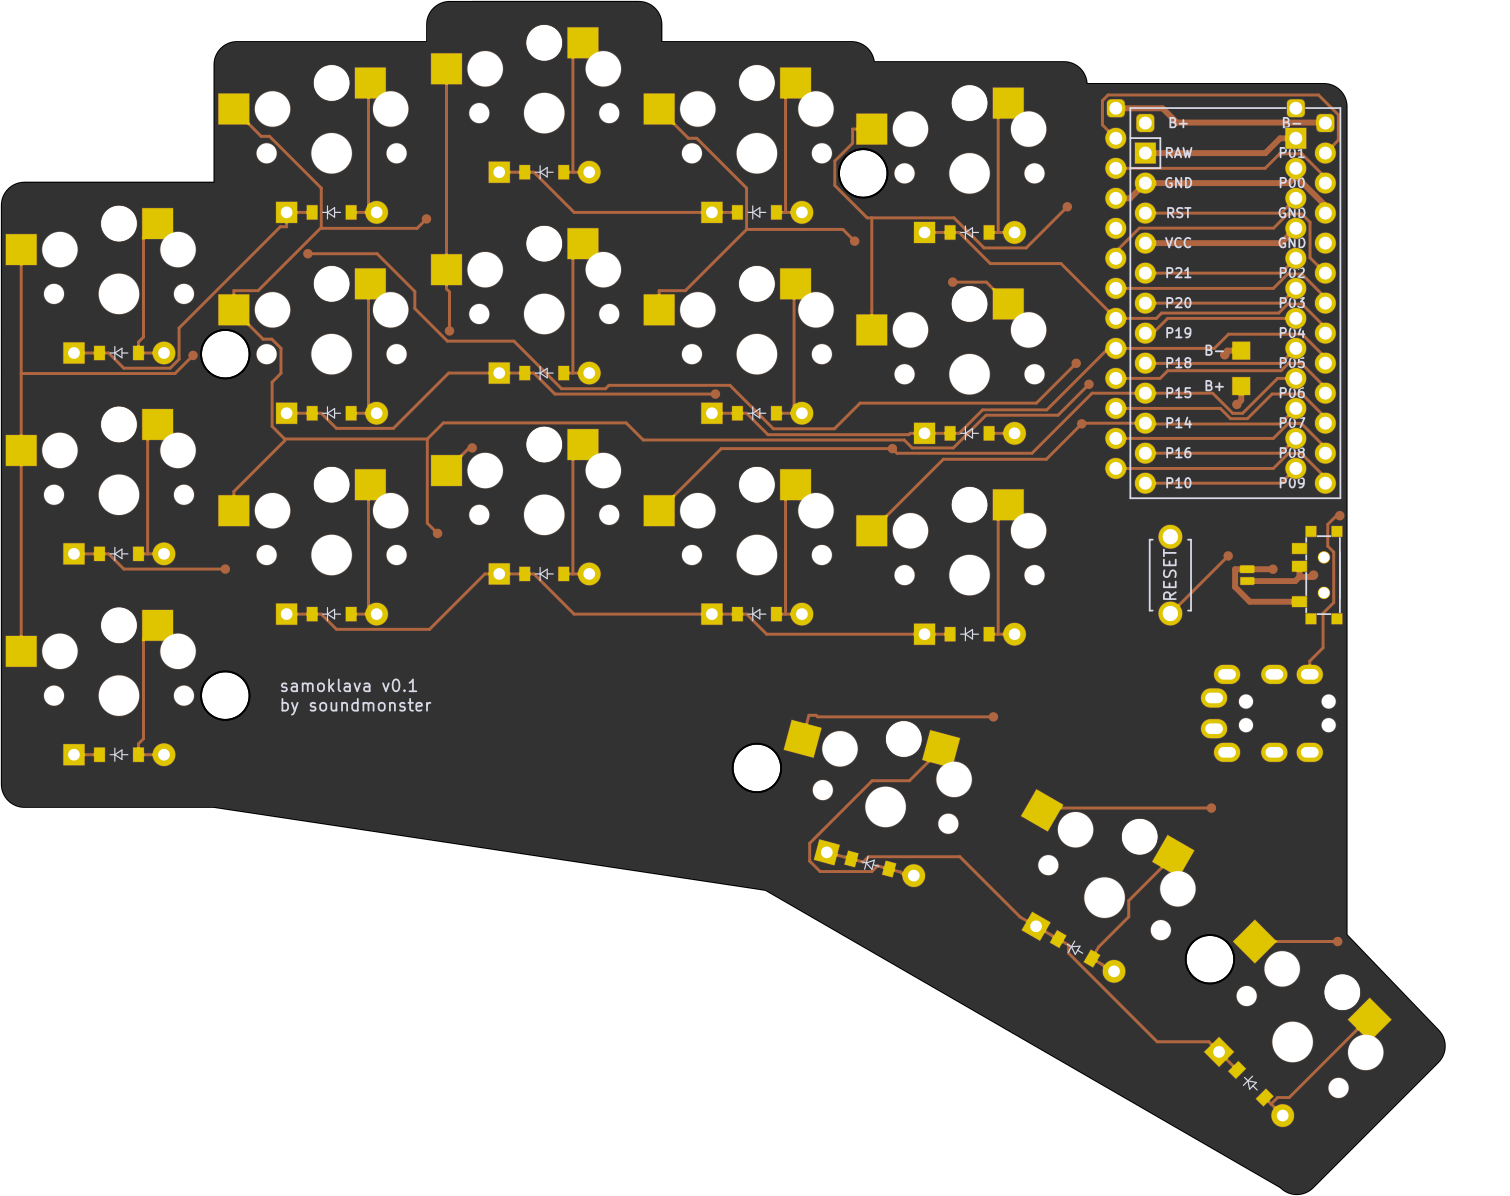 B+ B-
RAW P01
GND P00
RST GND
VCC GND
P21 P02
P20 P03
P19 P04
B-
P18 P05
B+
P15 P06
P14 P07
P16 P08
P10 P09
RESET
samoklava v0.1
by soundmonster